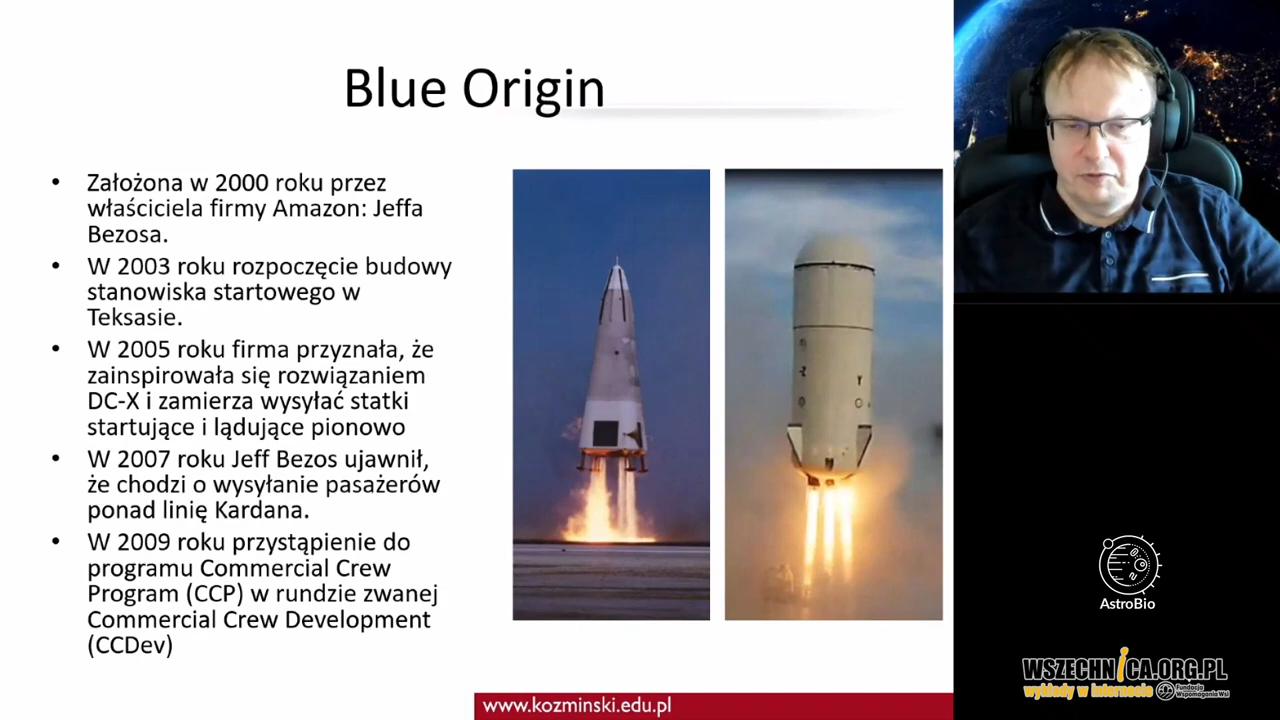 Blue Origin
• Założona w 2000 roku przez
właściciela firmy Amazon: Jeffa
Bezosa.
• W 2003 roku rozpoczęcie budowy
stanowiska startowego w
Teksasie.
• W 2005 roku firma przyznała, że
zainspirowała się rozwiązaniem
DC-X i zamierza wysyłać statki
startujące i lądujące pionowo
• W 2007 roku Jeff Bezos ujawnił,
że chodzi o wysyłanie pasażerów
ponad linię Kardana.
• W 2009 roku przystąpienie do
programu Commercial Crew
Program (CCP) w rundzie zwanej
Commercial Crew Development
(CCDev)
www.kozminski.edu.pl
AstroBio
WSZECHNICA.ORG.PL
wykłady w internecie
Fundacja
Wspomagania Wsi